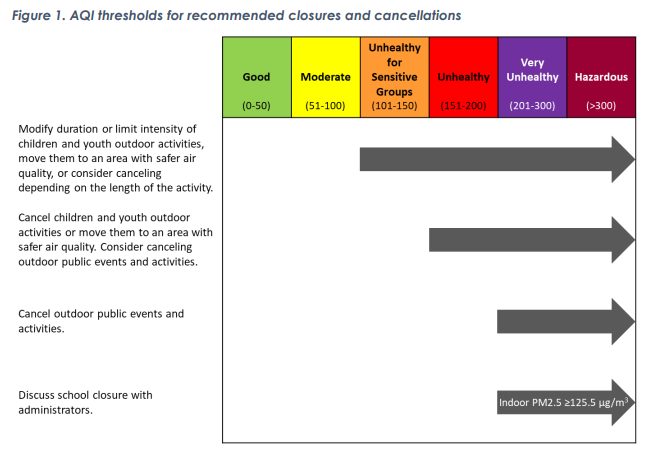 Figure 1. AQI thresholds for recommended closures and cancellations
Good
(0-50)
Moderate
(51-100)
Unhealthy
for
Sensitive
Groups
(101-150)
Unhealthy
(151-200)
Very
Unhealthy
(201-300)
Hazardous
(>300)
Modify duration or limit intensity of
children and youth outdoor activities,
move them to an area with safer air
quality, or consider canceling
depending on the length of the activity.
Cancel children and youth outdoor
activities or move them to an area with
safer air quality. Consider canceling
outdoor public events and activities.
Cancel outdoor public events and
activities.
Discuss school closure with
administrators.
Indoor PM2.5 ≥125.5 µg/m³